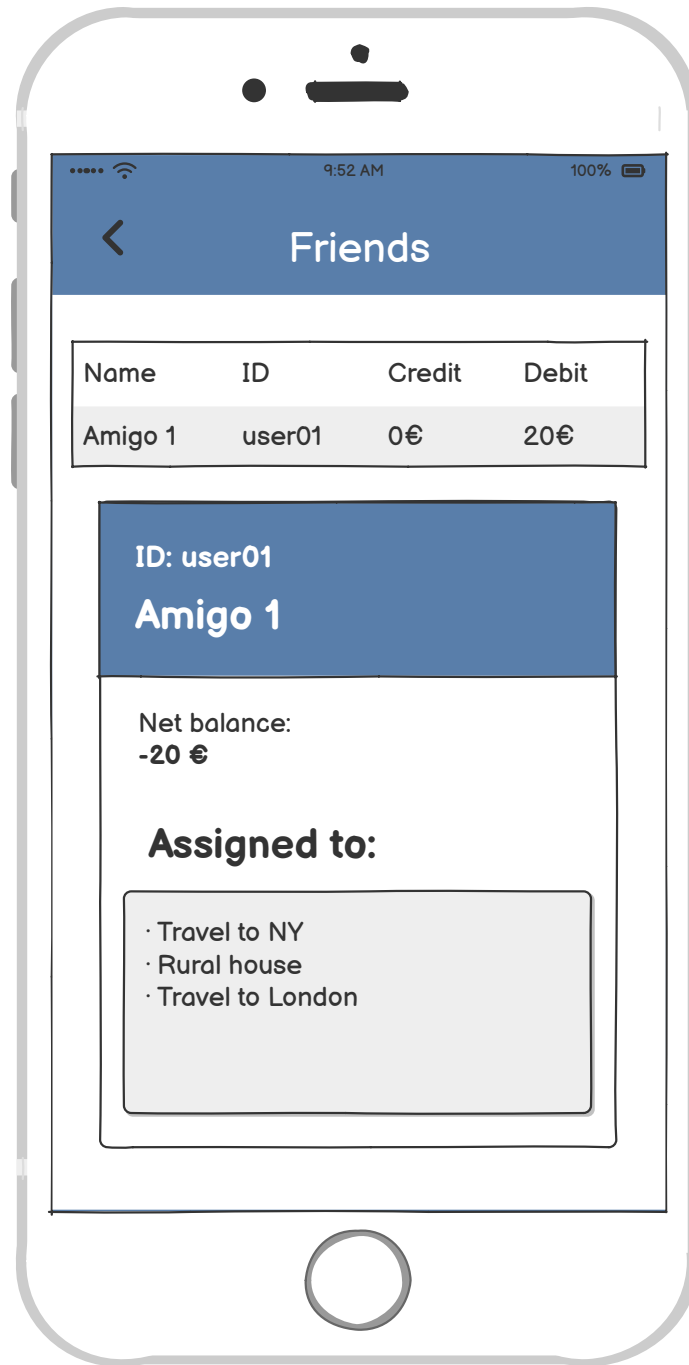 9:52 AM 100%
Friends
Name ID Credit Debit
Amigo 1 user01 0€ 20€
ID: user01
Amigo 1
Net balance:
-20 €
Assigned to:
· Travel to NY
· Rural house
· Travel to London